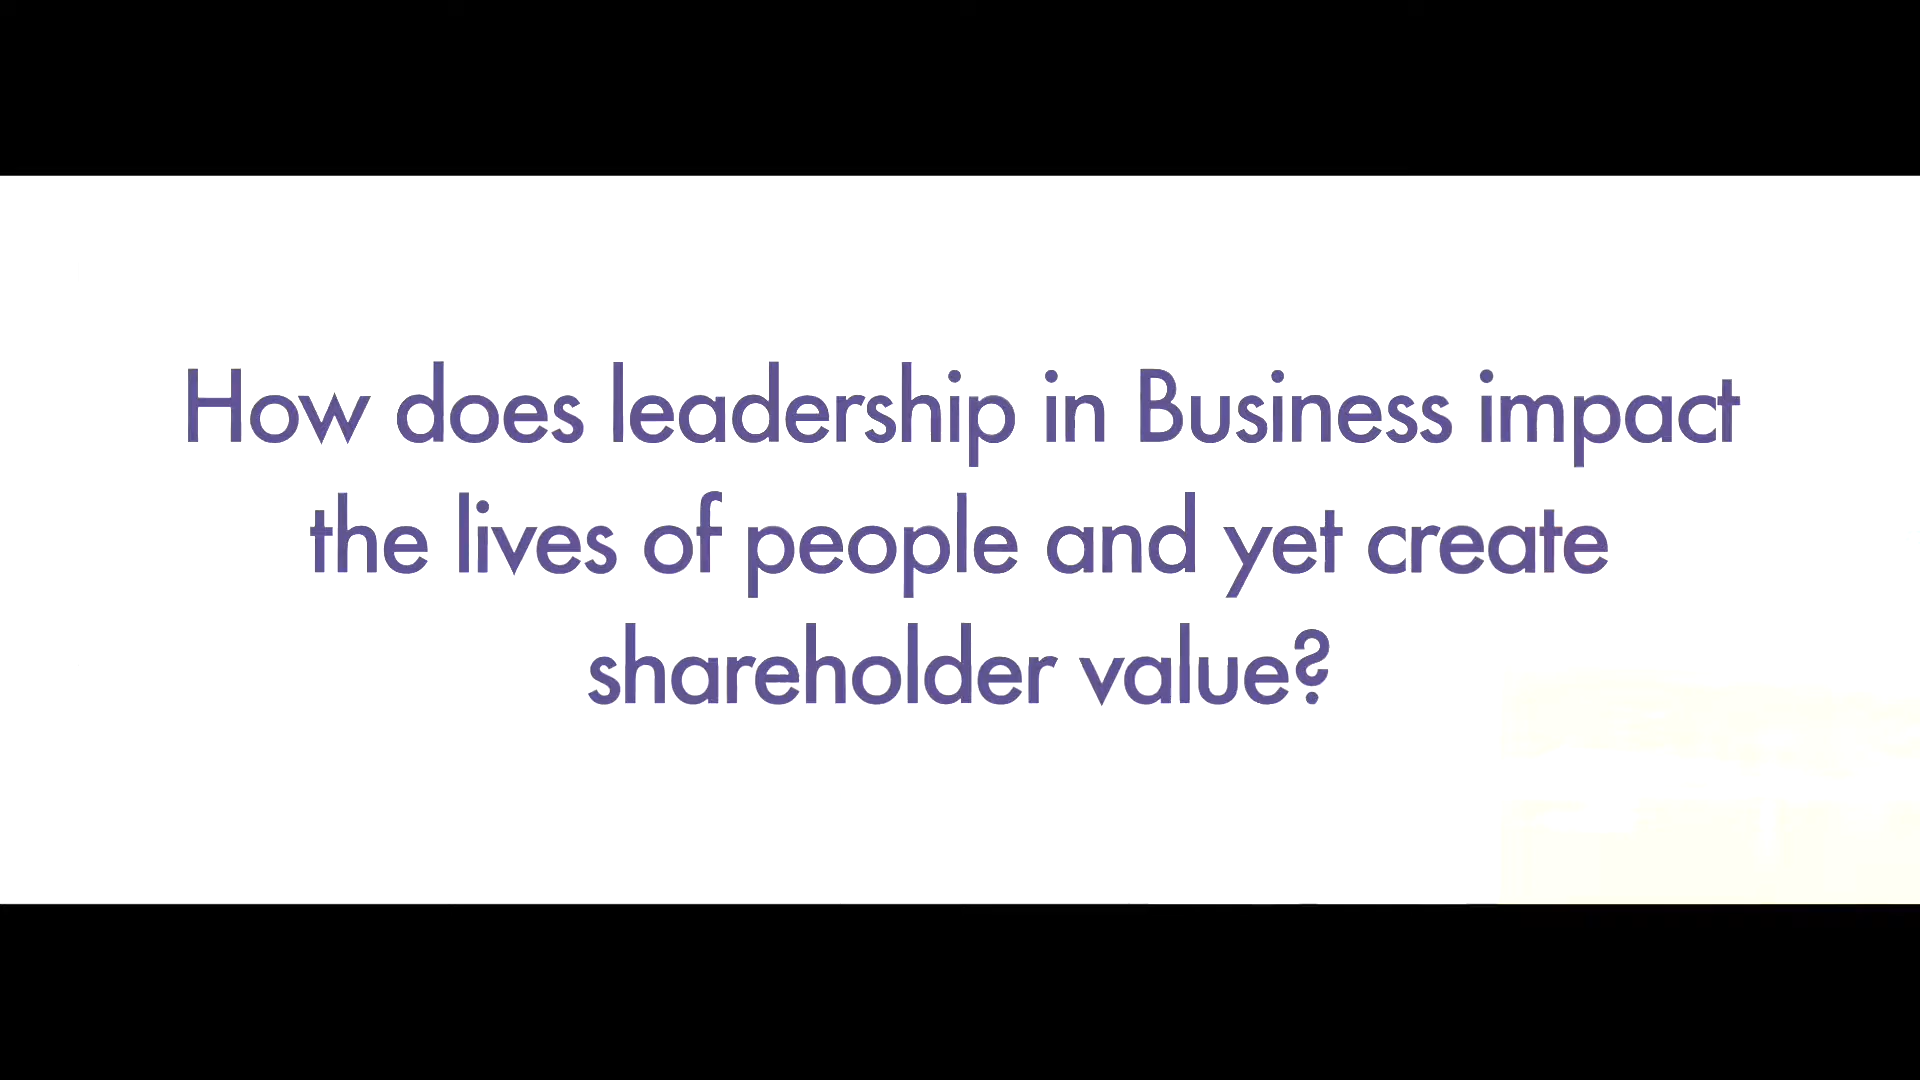 How does leadership in Business impact
the lives of people and yet create
shareholder value?